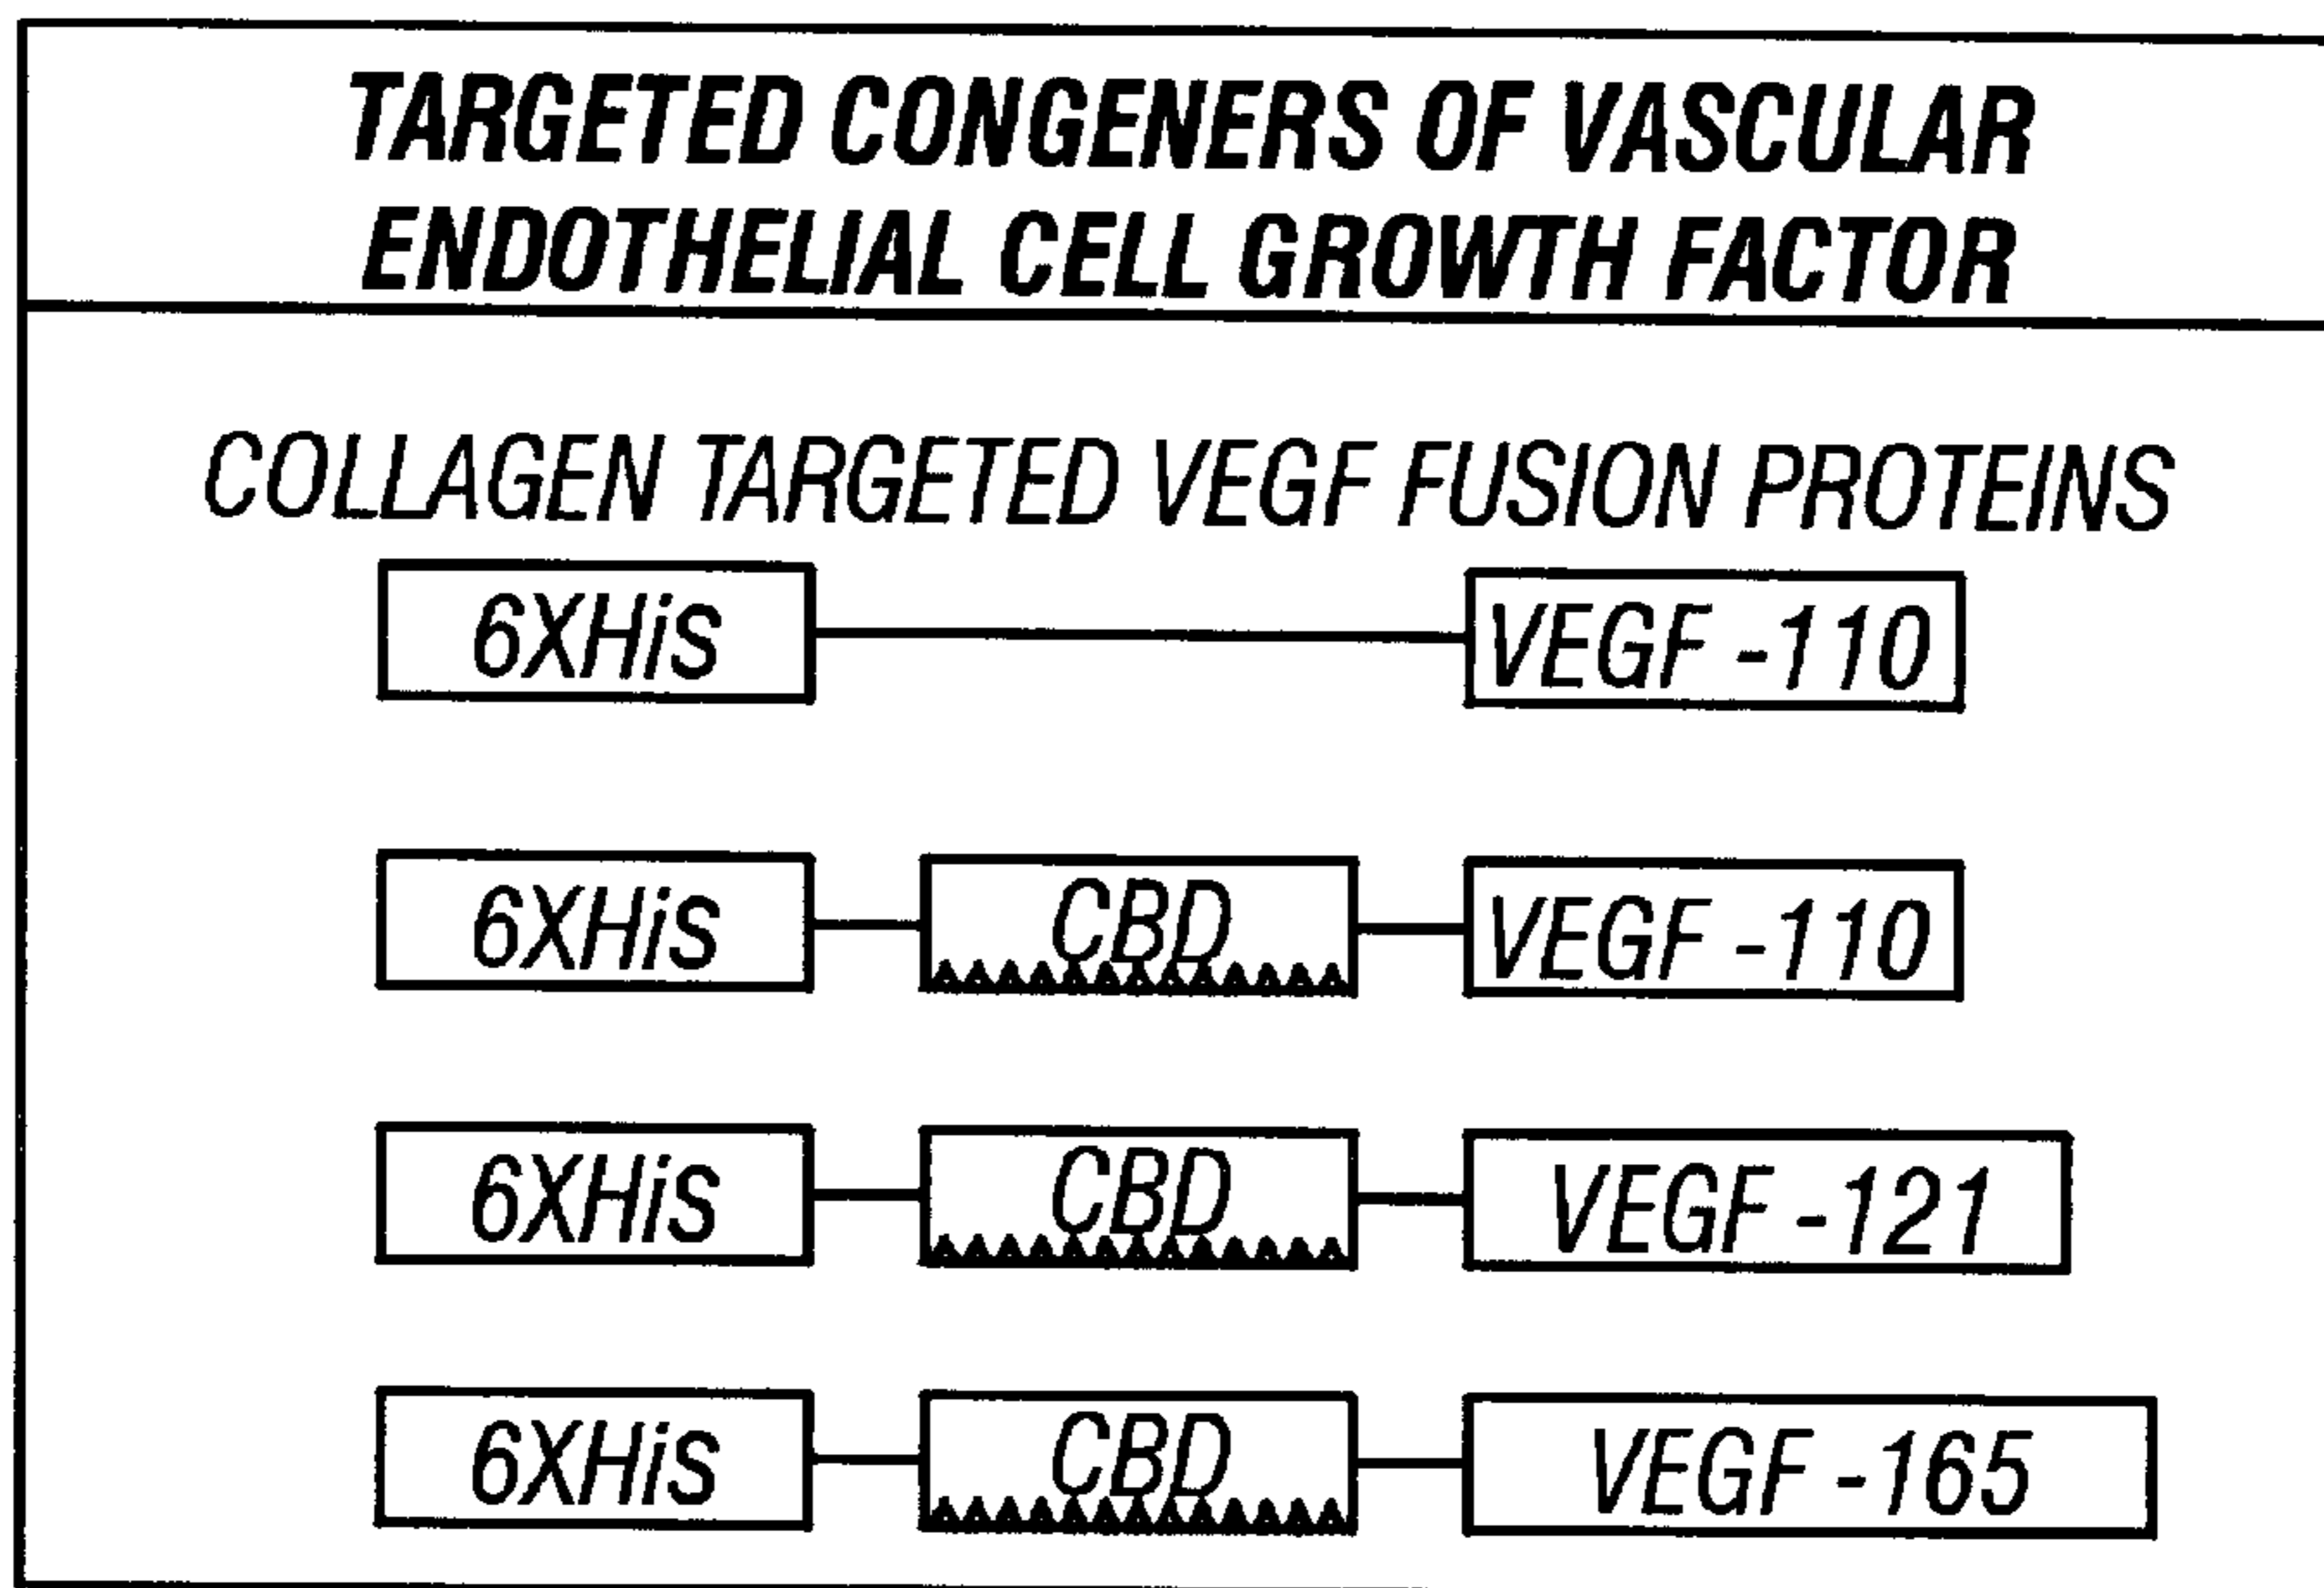 TARGETED CONGENERS OF VASCULAR
ENDOTHELIAL CELL GROWTH FACTOR
COLLAGEN TARGETED VEGF FUSION PROTEINS
6XHiS VEGF-110
6XHiS CBD VEGF-110
6XHiS CBD VEGF-121
6XHiS CBD VEGF-165